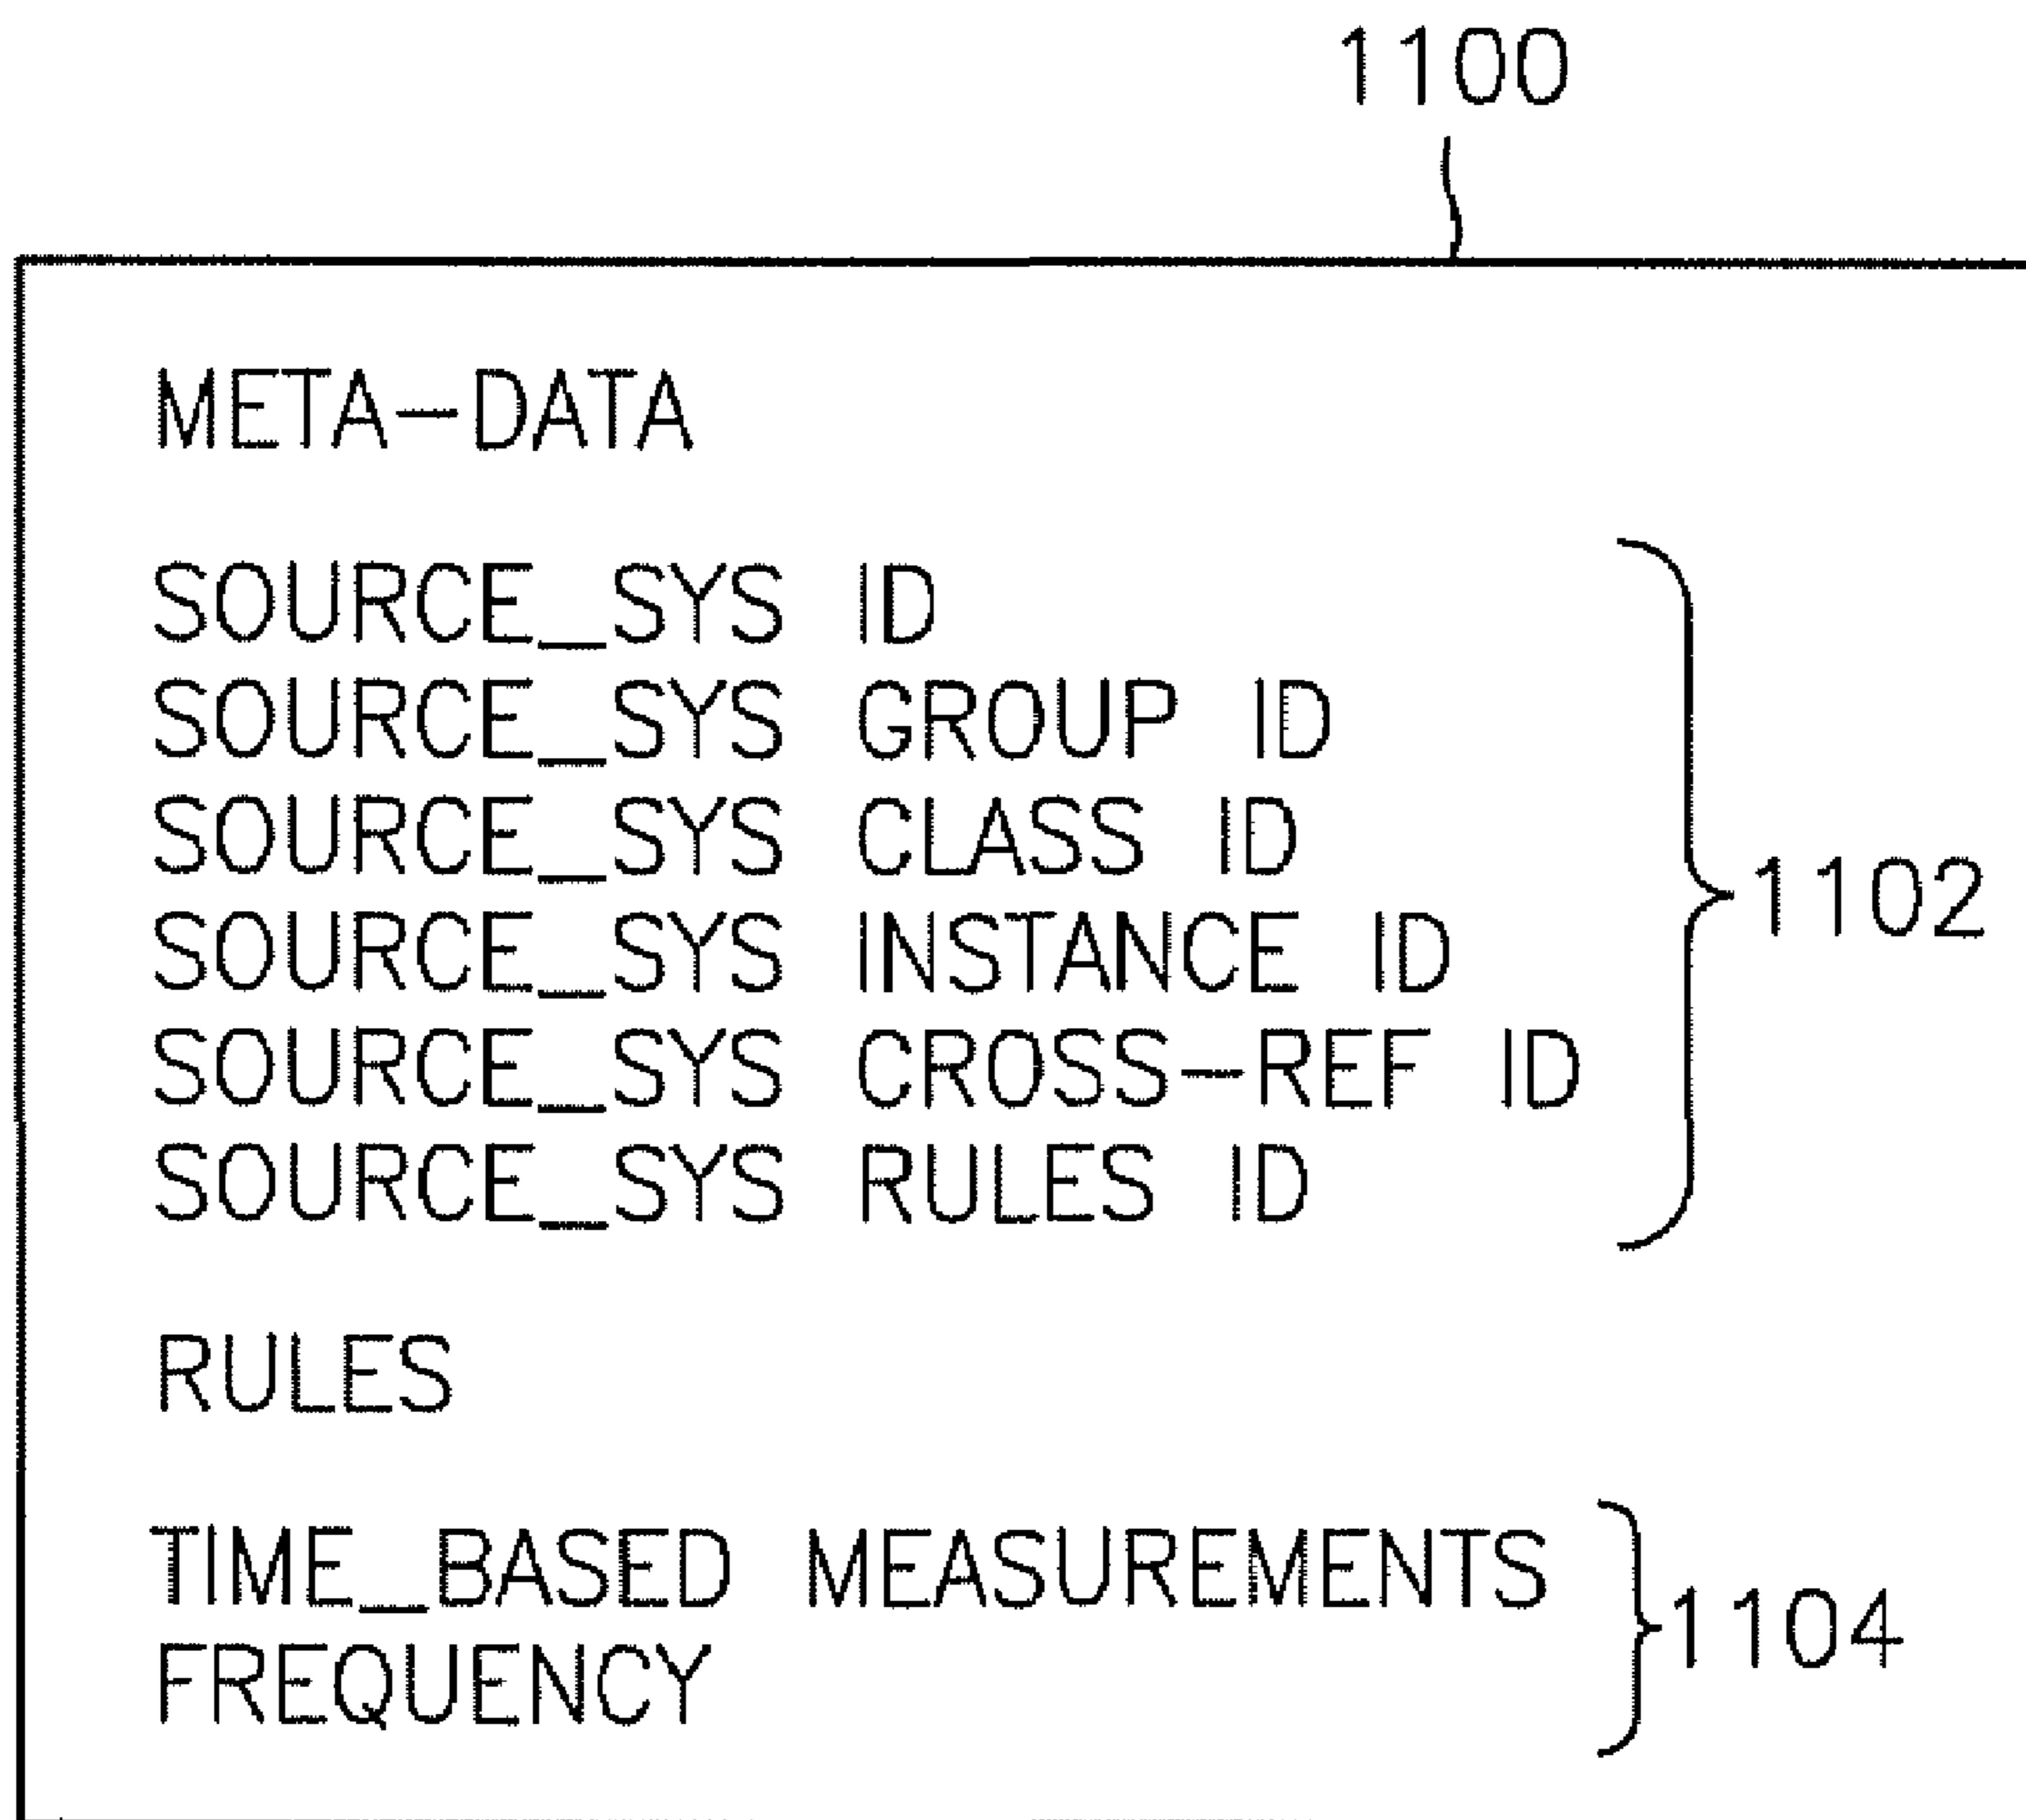 1100
META-DATA
SOURCE_SYS ID
SOURCE_SYS GROUP ID
SOURCE_SYS CLASS ID
SOURCE_SYS INSTANCE ID
1102
SOURCE_SYS CROSS-REF ID
SOURCE_SYS RULES ID
RULES
TIME_BASED MEASUREMENTS
1104
FREQUENCY